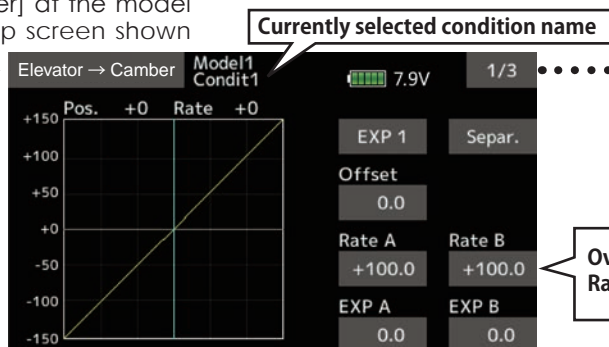 er] at the model
p screen shown
Currently selected condition name
Elevator → Camber
Model1
Condit1
7.9V
1/3
Pos. +0 Rate +0
+150
+100
+50
+0
-50
-100
-150
EXP 1
Separ.
Offset
0.0
Rate A
Rate B
+100.0
+100.0
EXP A
EXP B
0.0
0.0
Ov
Ra